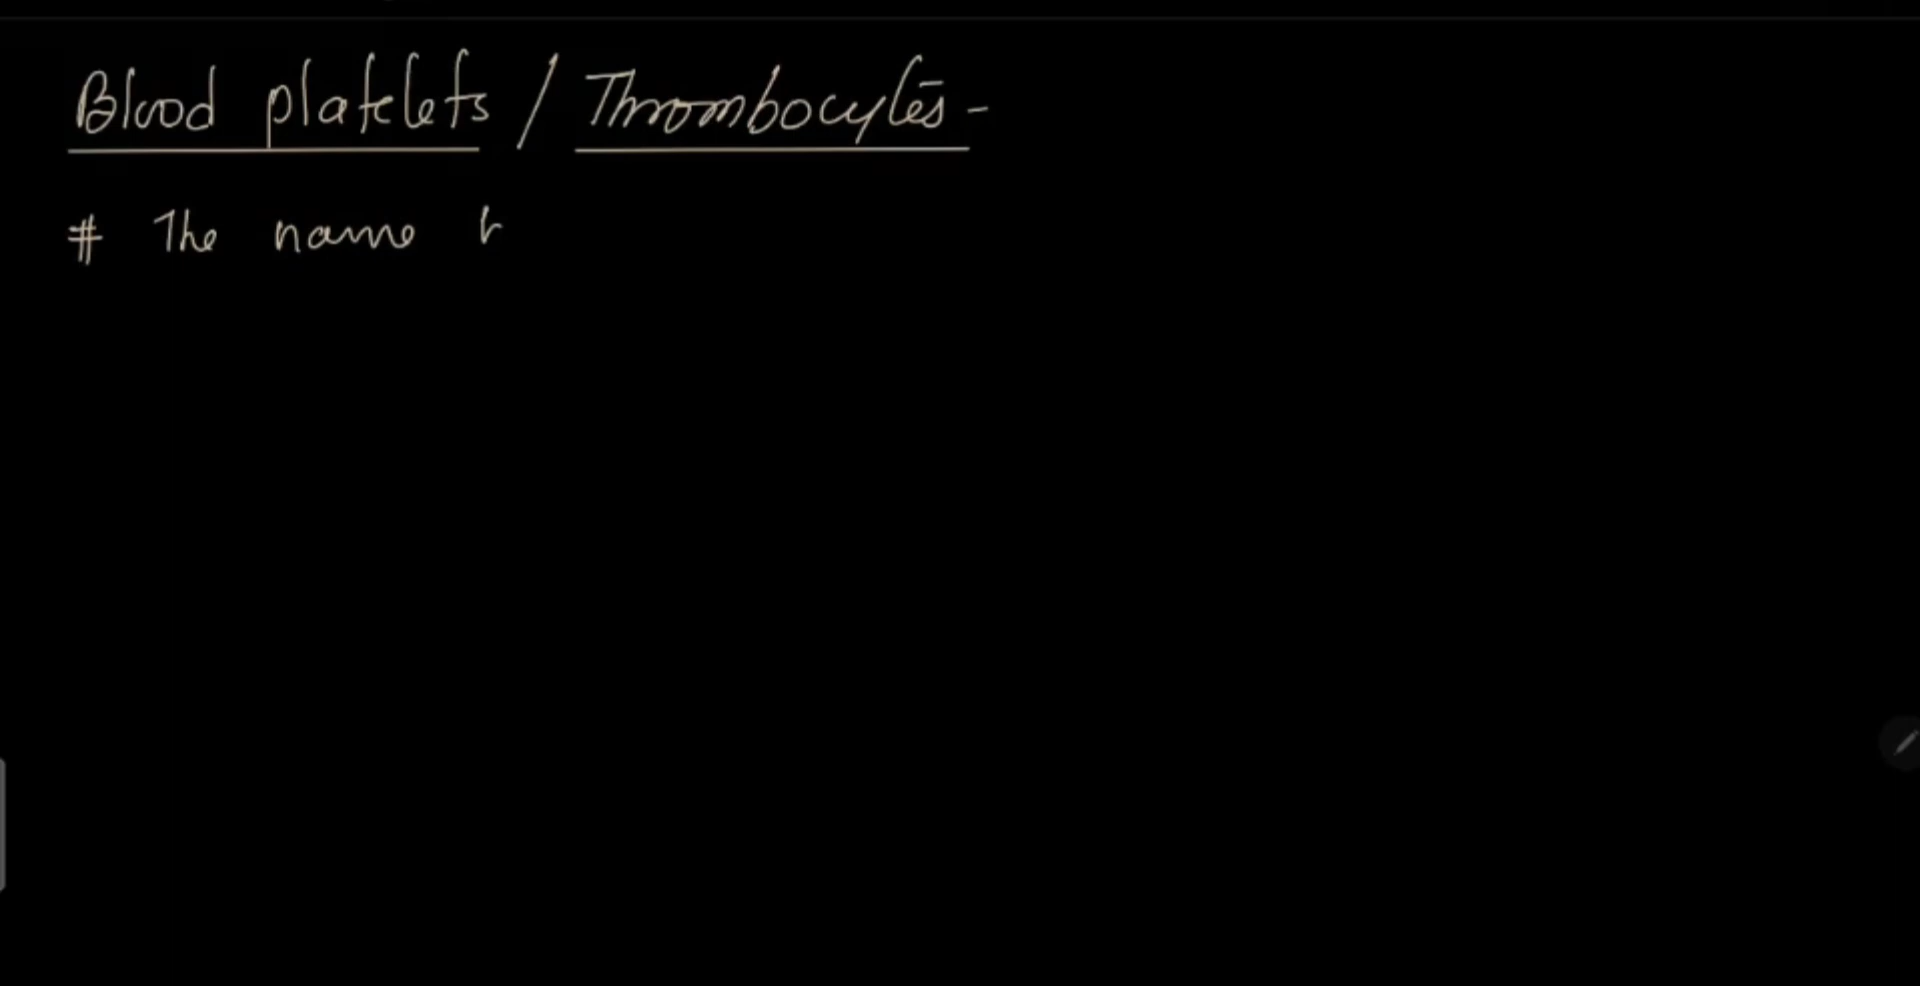 Blood platelets / Thrombocytes -
# The name